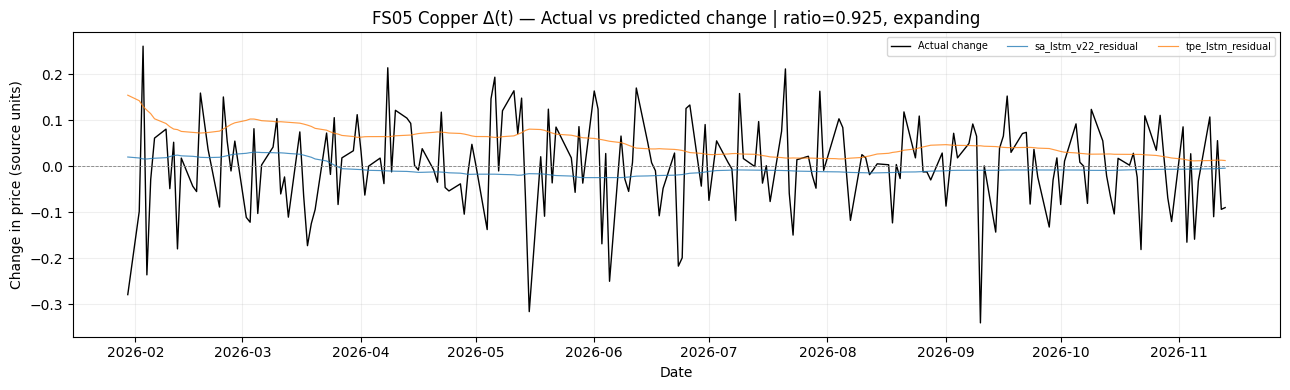 FS05 Copper Δ(t) — Actual vs predicted change | ratio=0.925, expanding
Actual change
sa_lstm_v22_residual
tpe_lstm_residual
Change in price (source units)
0.2
0.1
0.0
−0.1
−0.2
−0.3
2026-02
2026-03
2026-04
2026-05
2026-06
2026-07
2026-08
2026-09
2026-10
2026-11
Date